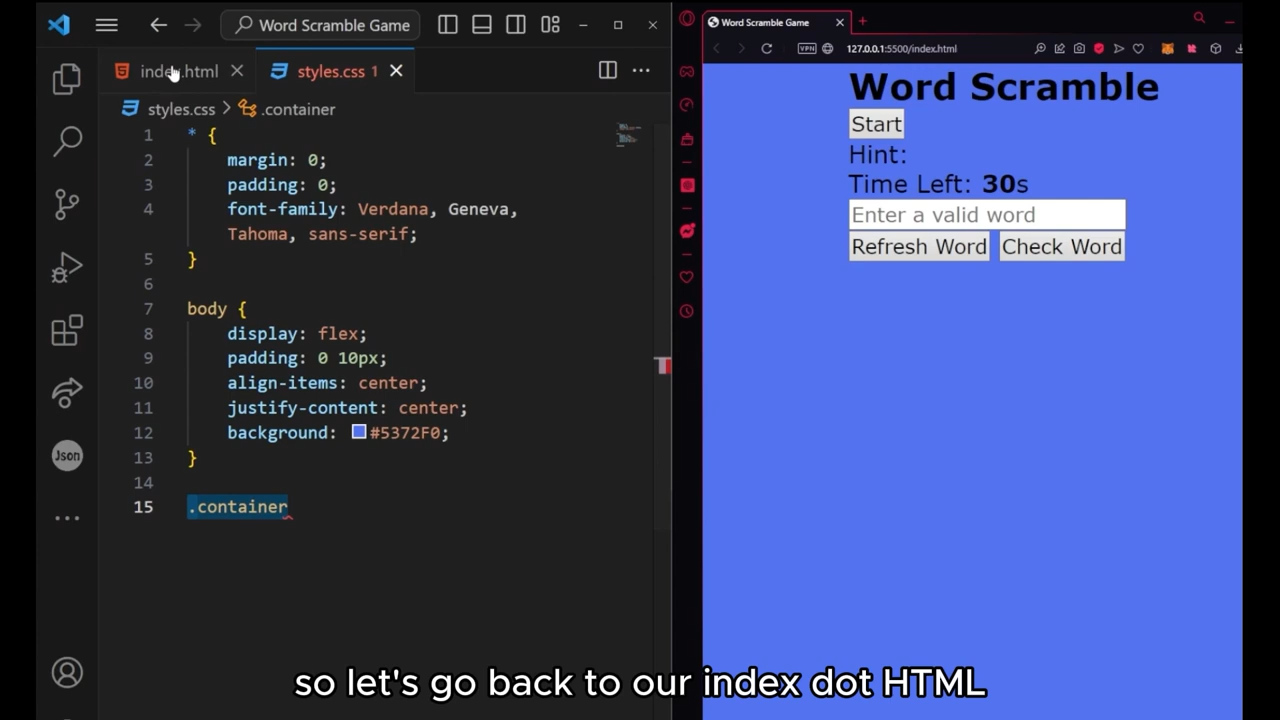 Word Scramble Game
index.html
styles.css 1
styles.css > .container
1 * {
2 margin: 0;
3 padding: 0;
4 font-family: Verdana, Geneva,
Tahoma, sans-serif;
5 }
6
7 body {
8 display: flex;
9 padding: 0 10px;
10 align-items: center;
11 justify-content: center;
12 background: #5372F0;
13 }
14
15 .container
Json
Word Scramble Game
VPN
127.0.0.1:5500/index.html
Word Scramble
Start
Hint:
Time Left: 30s
Enter a valid word
Refresh Word Check Word
so let's go back to our index dot HTML